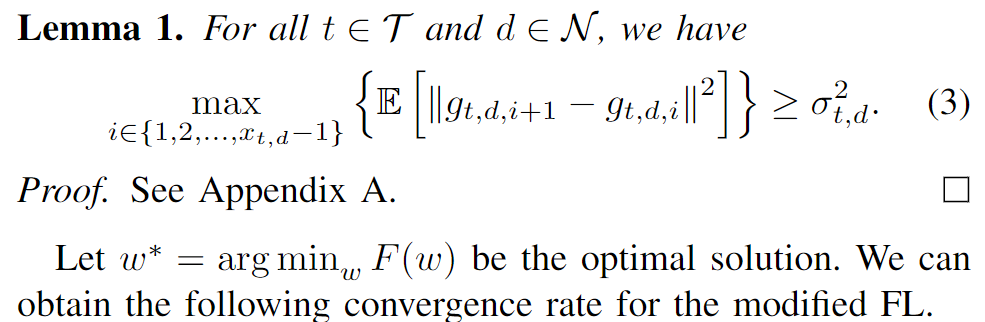 Lemma 1. For all t ∈ 𝒯 and d ∈ 𝒩, we have
max_{i∈{1,2,...,x_{t,d}−1}} {𝔼 [‖g_{t,d,i+1} − g_{t,d,i}‖²]} ≥ σ²_{t,d}. (3)
Proof. See Appendix A. □
Let w* = arg min_w F(w) be the optimal solution. We can
obtain the following convergence rate for the modified FL.